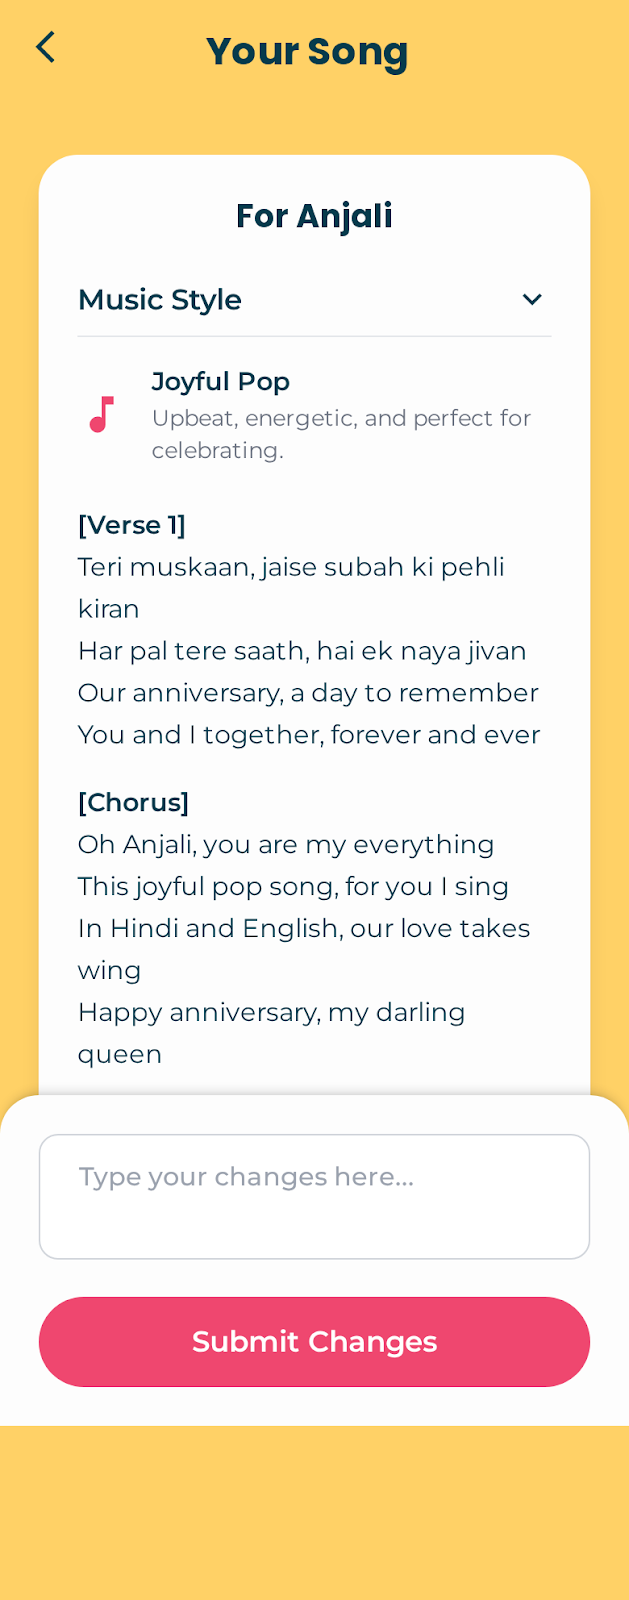 Your Song
For Anjali
Music Style
Joyful Pop
Upbeat, energetic, and perfect for
celebrating.
[Verse 1]
Teri muskaan, jaise subah ki pehli
kiran
Har pal tere saath, hai ek naya jivan
Our anniversary, a day to remember
You and I together, forever and ever
[Chorus]
Oh Anjali, you are my everything
This joyful pop song, for you I sing
In Hindi and English, our love takes
wing
Happy anniversary, my darling
queen
Type your changes here...
Submit Changes